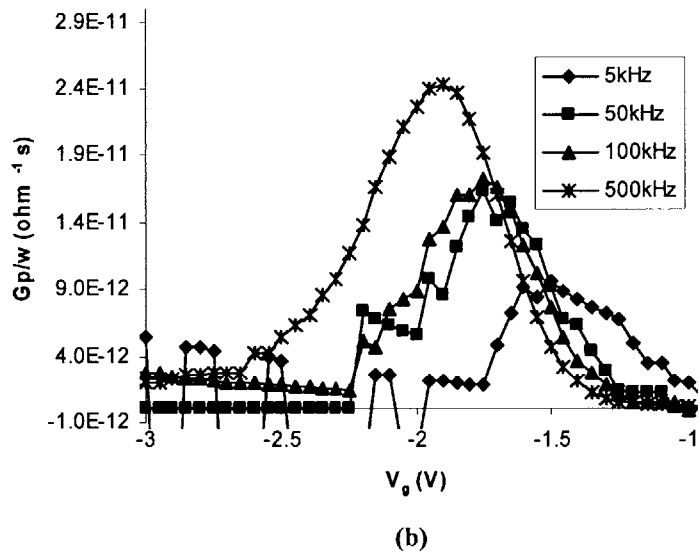 2.9E-11
2.4E-11
1.9E-11
1.4E-11
9.0E-12
4.0E-12
-1.0E-12
Gp/w (ohm ⁻¹ s)
5kHz
50kHz
100kHz
500kHz
-3
-2.5
-2
-1.5
-1
Vg (V)
(b)